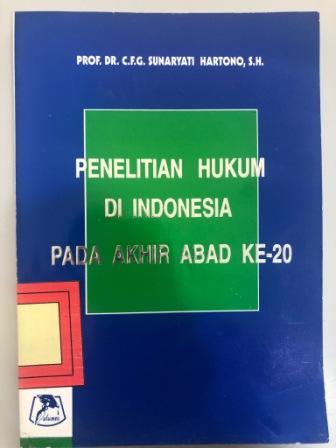 PROF. DR. C.F.G. SUNARYATI HARTONO, S.H.
PENELITIAN HUKUM
DI INDONESIA
PADA AKHIR ABAD KE-20